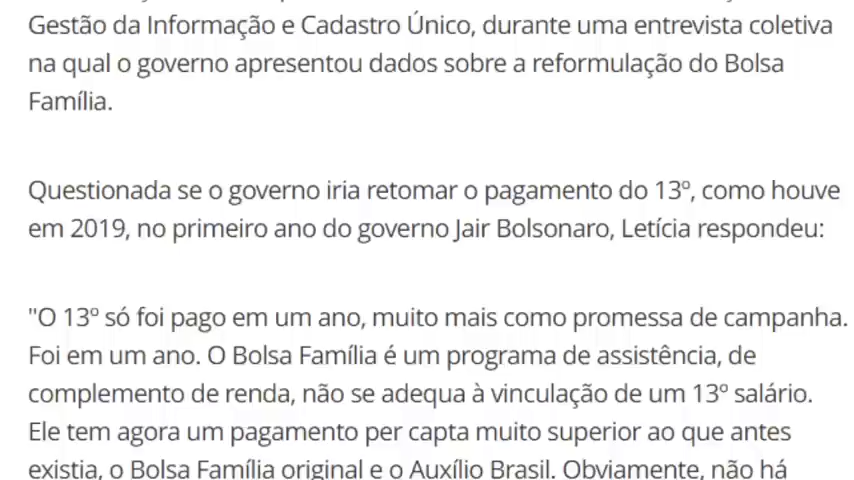 Gestão da Informação e Cadastro Único, durante uma entrevista coletiva
na qual o governo apresentou dados sobre a reformulação do Bolsa
Família.
Questionada se o governo iria retomar o pagamento do 13º, como houve
em 2019, no primeiro ano do governo Jair Bolsonaro, Letícia respondeu:
"O 13º só foi pago em um ano, muito mais como promessa de campanha.
Foi em um ano. O Bolsa Família é um programa de assistência, de
complemento de renda, não se adequa à vinculação de um 13º salário.
Ele tem agora um pagamento per capta muito superior ao que antes
existia, o Bolsa Família original e o Auxílio Brasil. Obviamente, não há